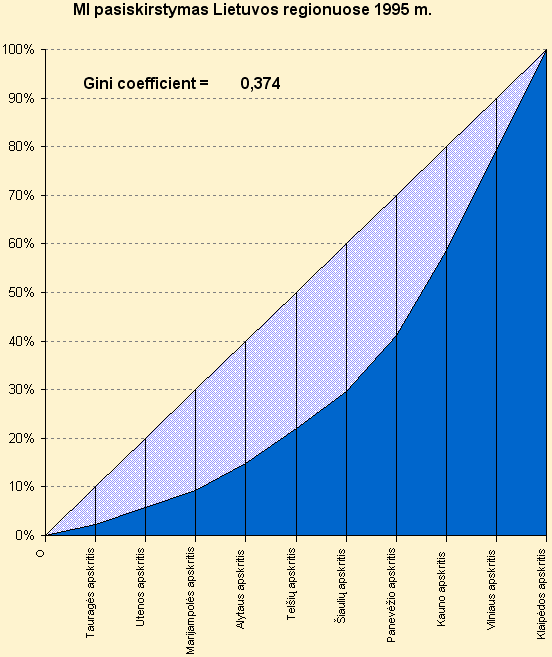 MI pasiskirstymas Lietuvos regionuose 1995 m.
Gini coefficient = 0,374
100%
90%
80%
70%
60%
50%
40%
30%
20%
10%
0%
O
Tauragės apskritis
Utenos apskritis
Marijampolės apskritis
Alytaus apskritis
Telšių apskritis
Šiaulių apskritis
Panevėžio apskritis
Kauno apskritis
Vilniaus apskritis
Klaipėdos apskritis